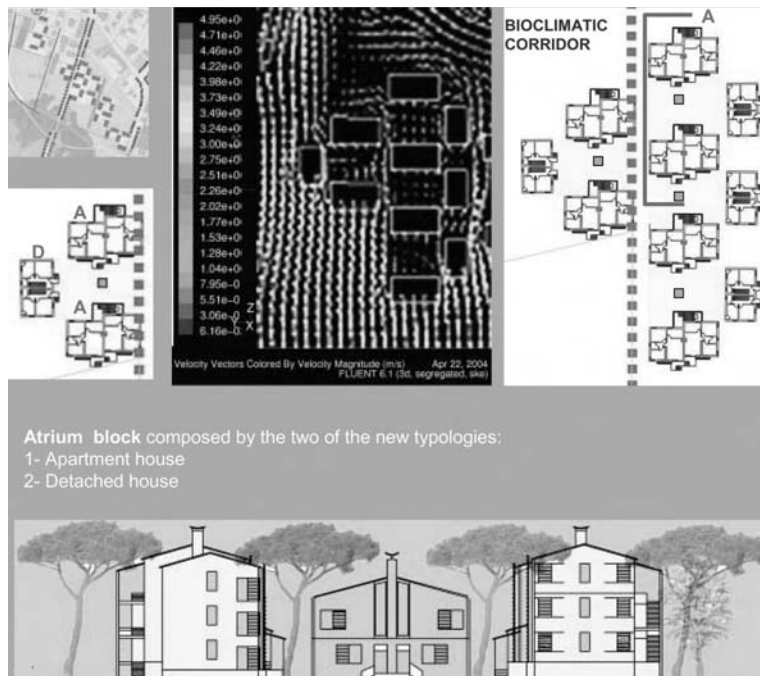 4.95e+0
4.71e+0
4.46e+0
4.22e+0
3.98e+0
3.73e+0
3.49e+0
3.24e+0
3.00e+0
2.75e+0
2.51e+0
2.26e+0
2.02e+0
1.77e+0
1.53e+0
1.28e+0
1.04e+0
7.95e-0
5.51e-0
3.06e-0
6.16e-0
Z
Y
X
Velocity Vectors Colored By Velocity Magnitude (m/s) Apr 22, 2004
FLUENT 6.1 (3d, segregated, ske)
BIOCLIMATIC
CORRIDOR
A
A
D
A
Atrium block composed by the two of the new typologies:
1- Apartment house
2- Detached house